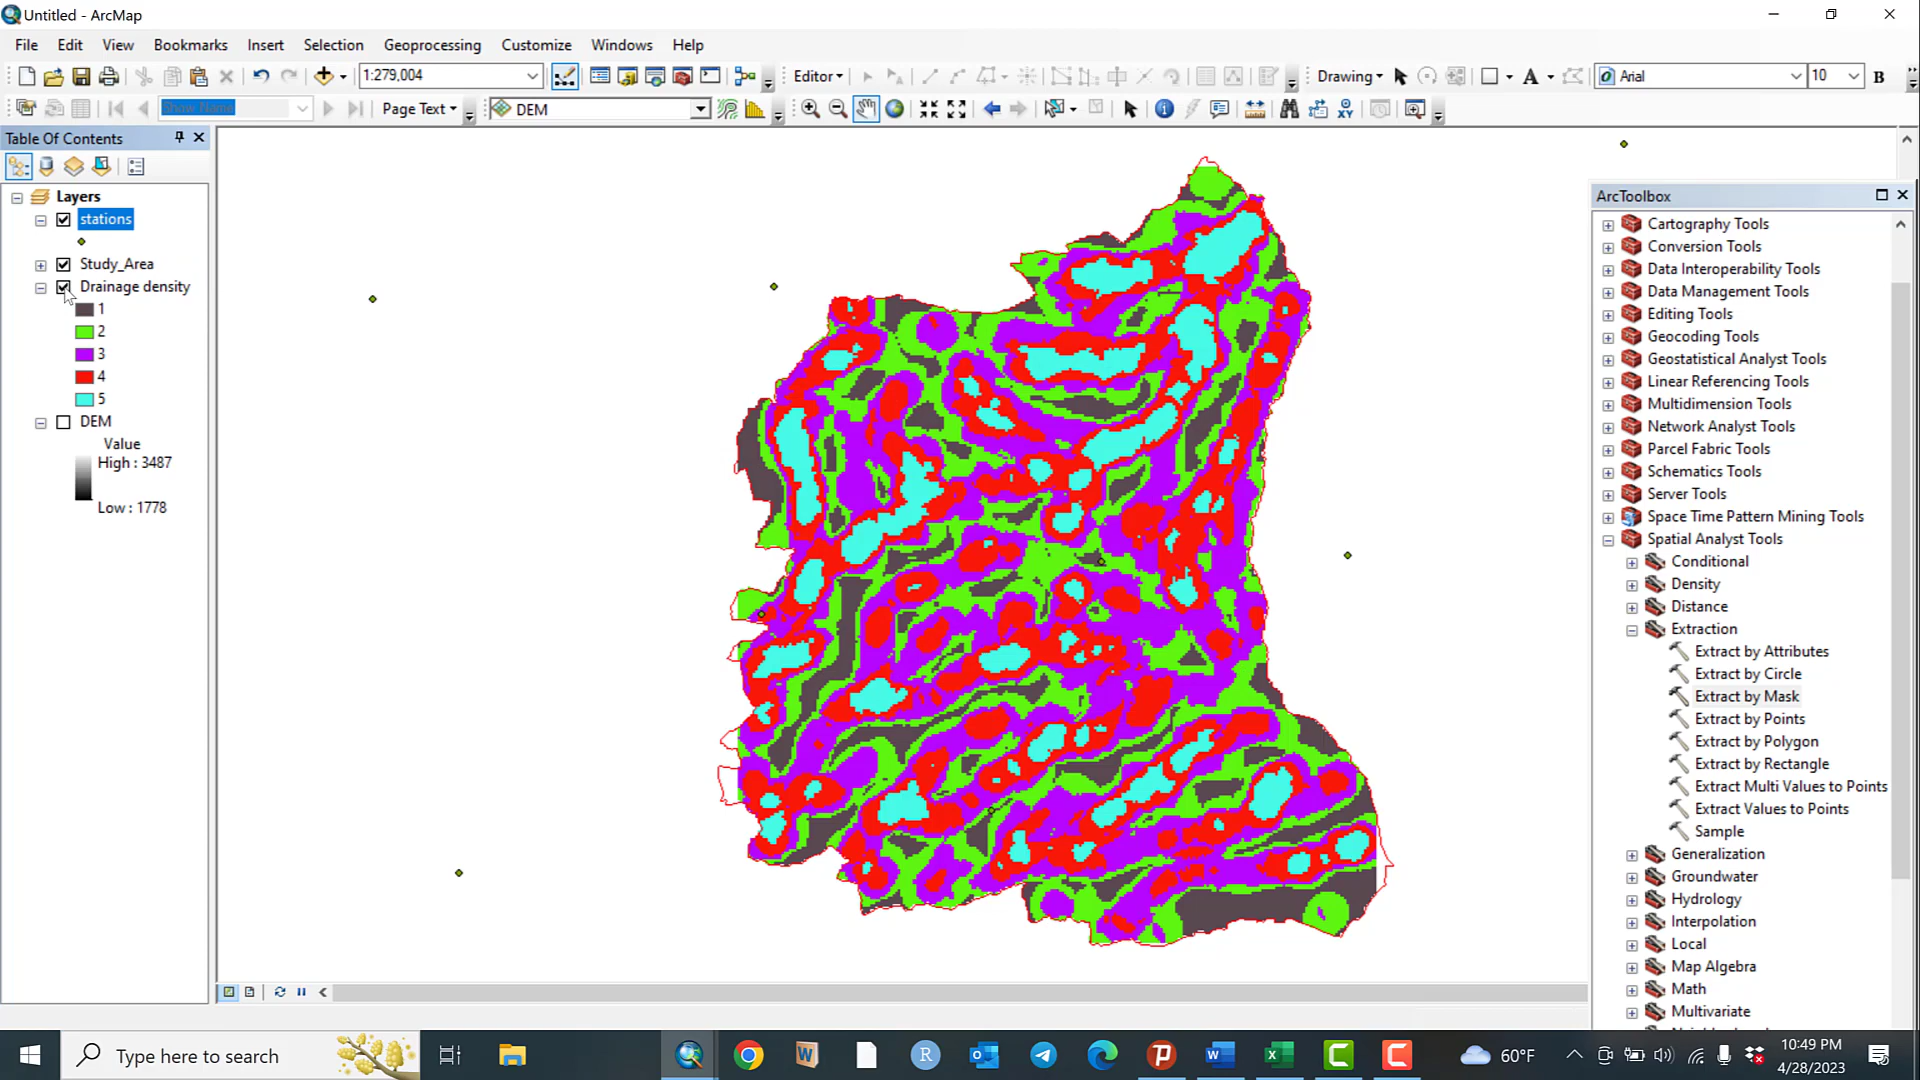 Untitled - ArcMap
File Edit View Bookmarks Insert Selection Geoprocessing Customize Windows Help
1:279,004 Editor Drawing A Arial 10 B
Show Name Page Text DEM
Table Of Contents
Layers
stations
Study_Area
Drainage density
1
2
3
4
5
DEM
Value
High : 3487
Low : 1778
ArcToolbox
Cartography Tools
Conversion Tools
Data Interoperability Tools
Data Management Tools
Editing Tools
Geocoding Tools
Geostatistical Analyst Tools
Linear Referencing Tools
Multidimension Tools
Network Analyst Tools
Parcel Fabric Tools
Schematics Tools
Server Tools
Space Time Pattern Mining Tools
Spatial Analyst Tools
Conditional
Density
Distance
Extraction
Extract by Attributes
Extract by Circle
Extract by Mask
Extract by Points
Extract by Polygon
Extract by Rectangle
Extract Multi Values to Points
Extract Values to Points
Sample
Generalization
Groundwater
Hydrology
Interpolation
Local
Map Algebra
Math
Multivariate
Type here to search
60°F
10:49 PM
4/28/2023